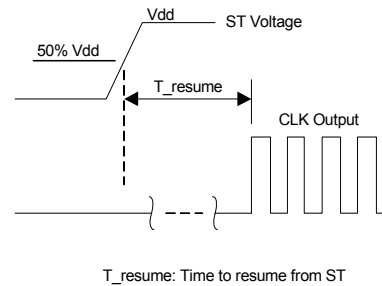 Vdd
ST Voltage
50% Vdd
T_resume
CLK Output
T_resume: Time to resume from ST